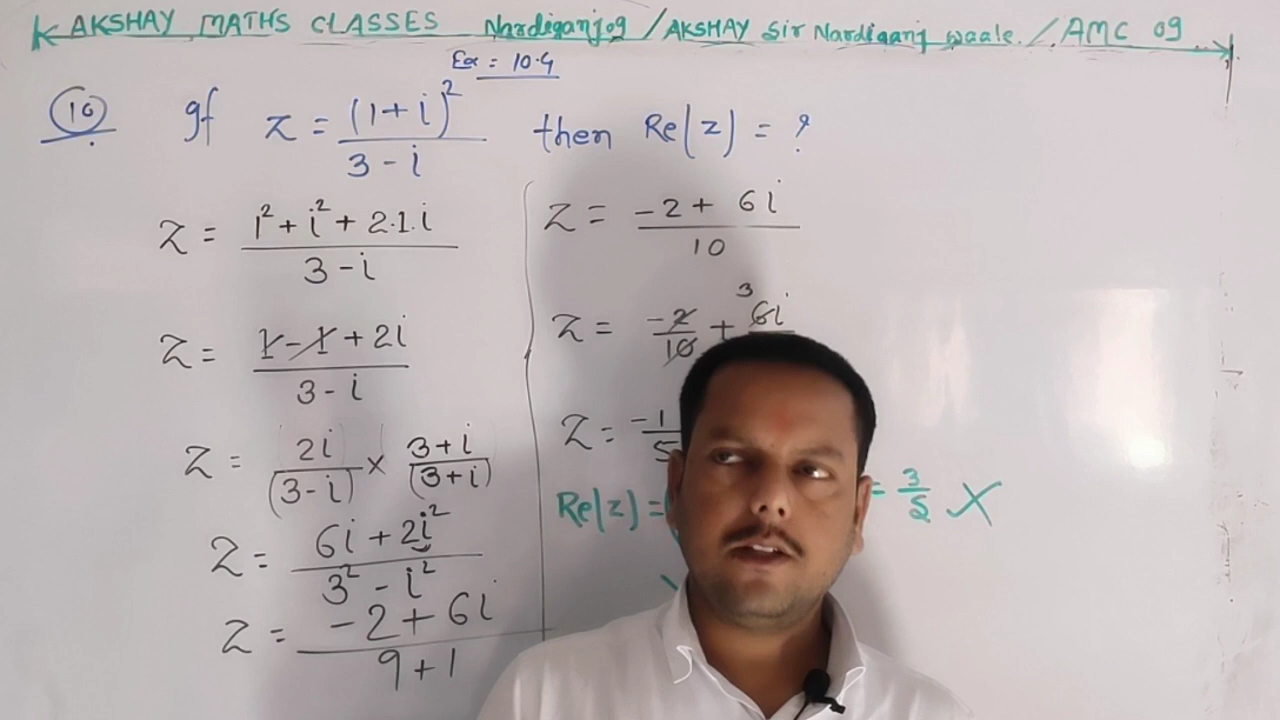 AKSHAY MATHS CLASSES Nardiganj09 / AKSHAY Sir Nardiganj waale. / AMC 09
Ex = 10.4
10 If z = (1+i)² / 3-i then Re(z) = ?
z = 1²+i²+2.1.i / 3-i
z = 1-1+2i / 3-i
z = 2i / (3-i) × 3+i / (3+i)
z = 6i+2i² / 3²-i²
z = -2+6i / 9+1
z = -2+6i / 10
z = -2/10 + 3 6i
z = -1/5
Re(z) = = 3/5 ×